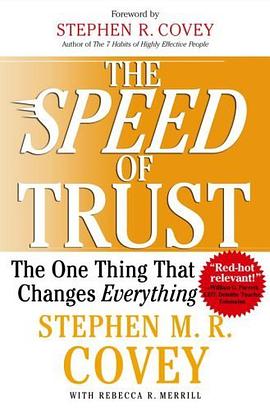 Foreword by
STEPHEN R. COVEY
Author of The 7 Habits of Highly Effective People
THE
SPEED
OF
TRUST
The One Thing That
Changes Everything
"Red-hot
relevant!"
STEPHEN M. R.
COVEY
WITH REBECCA R. MERRILL